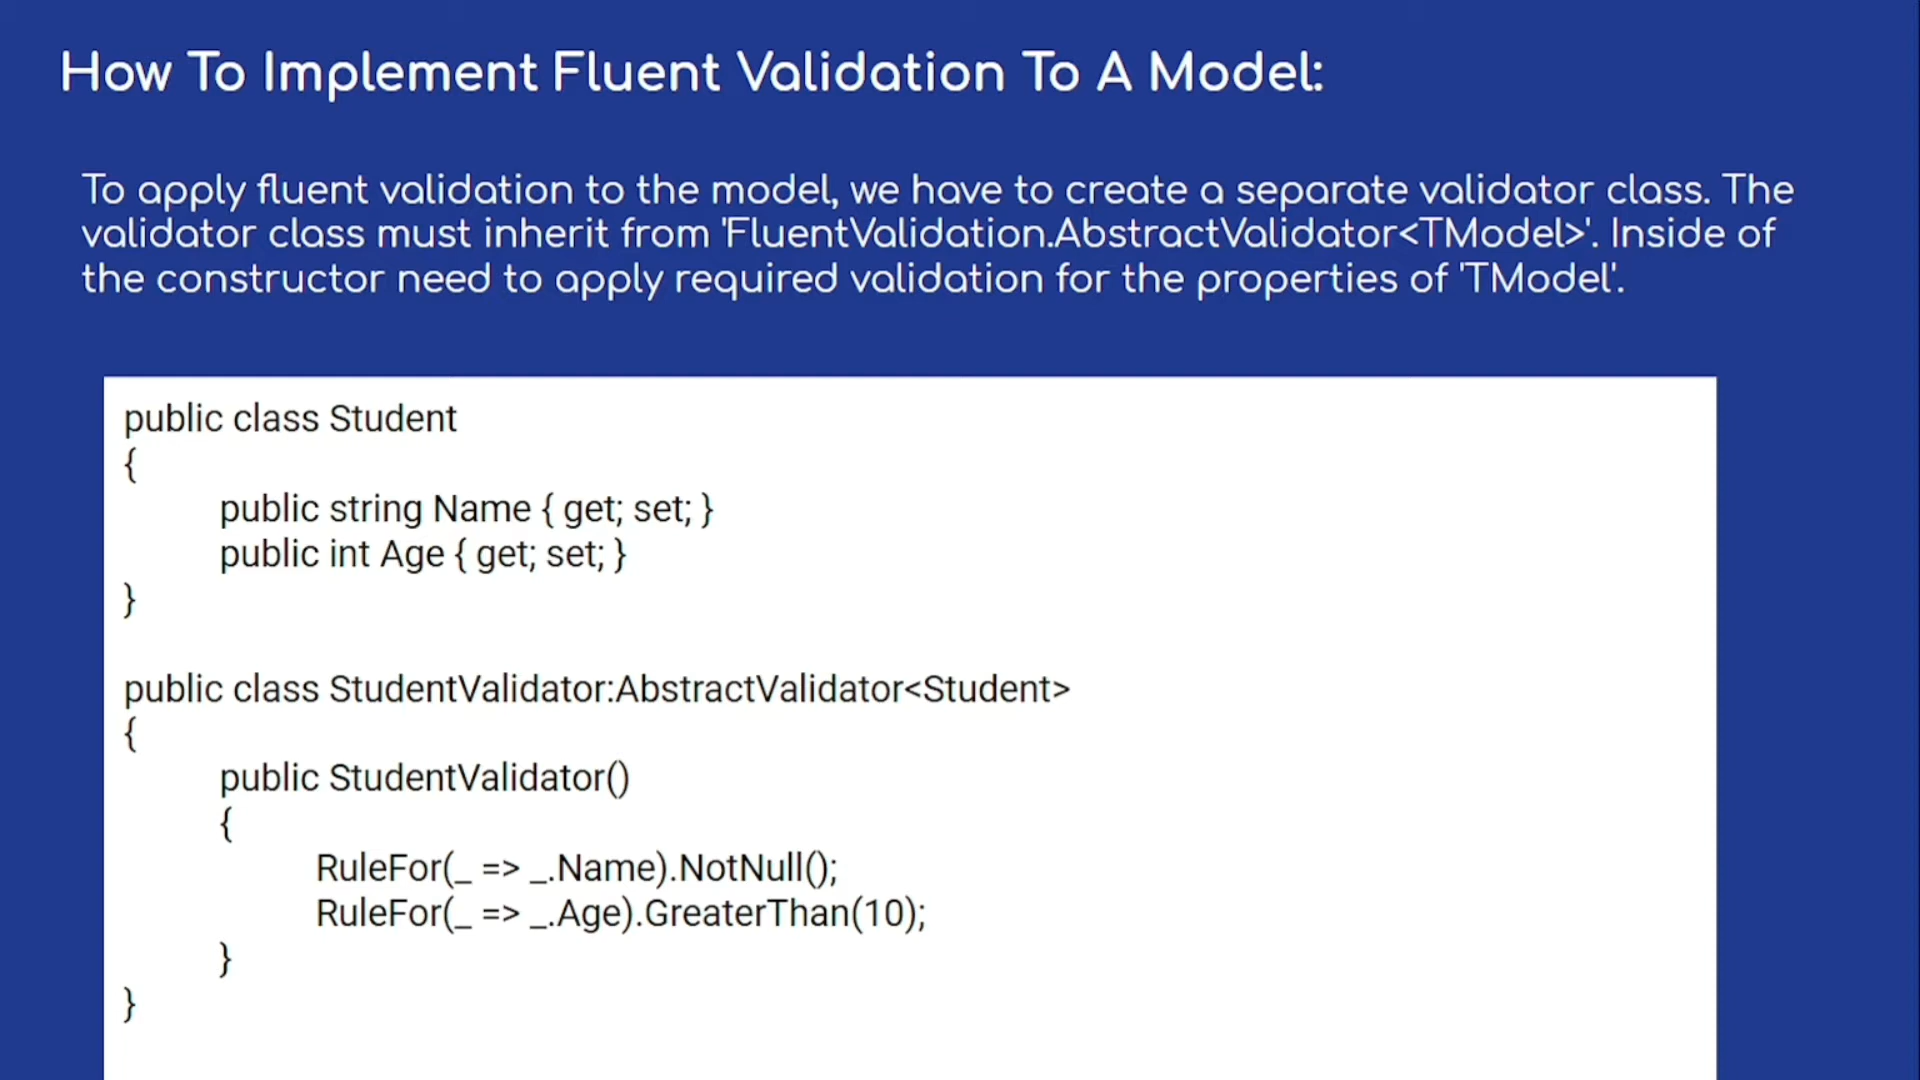 How To Implement Fluent Validation To A Model:
To apply fluent validation to the model, we have to create a separate validator class. The
validator class must inherit from 'FluentValidation.AbstractValidator<TModel>'. Inside of
the constructor need to apply required validation for the properties of 'TModel'.
public class Student
{
public string Name { get; set; }
public int Age { get; set; }
}
public class StudentValidator:AbstractValidator<Student>
{
public StudentValidator()
{
RuleFor(_ => _.Name).NotNull();
RuleFor(_ => _.Age).GreaterThan(10);
}
}